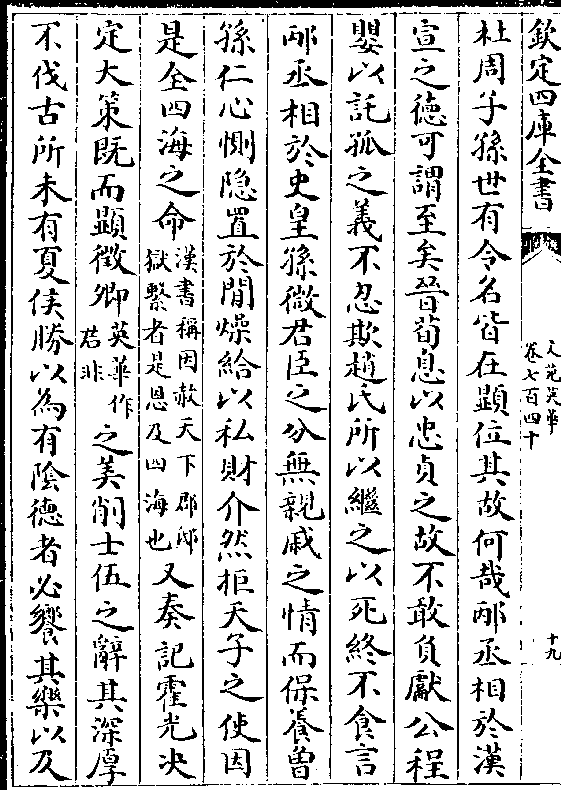 欽定四庫全書
文苑英華
卷七百四十
十九
杜周子孫世有令名皆在顯位其故何哉邴丞相於漢
宣之徳可謂至矣晉荀息以忠貞之故不敢負獻公程
嬰以託孤之義不忍欺趙氏所以繼之以死終不食言
邴丞相於史皇孫微君臣之分無親戚之情而保養曽
孫仁心惻隱置於閒燥給以私財介然拒天子之使因
是全四海之命漢書稱因赦天下郡邸獄繫者是恩及四海也又奏記霍光決
定大策既而顯徵卿英華作君非之美削士伍之辭其深厚
不伐古所未有夏侯勝以為有陰德者必饗其樂以及